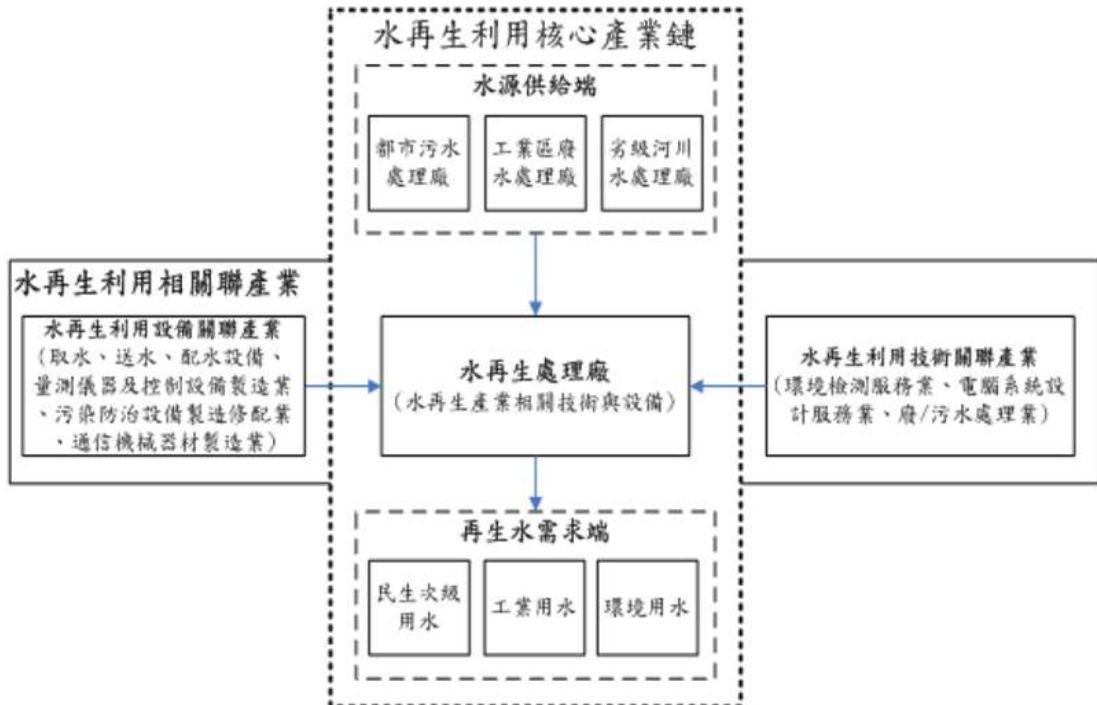 水再生利用核心產業鏈
水源供給端
都市污水
處理廠
工業區廢
水處理廠
劣級河川
水處理廠
水再生利用相關聯產業
水再生利用設備關聯產業
(取水、送水、配水設備、
量測儀器及控制設備製造業
、污染防治設備製造修配業
、通信機械器材製造業)
水再生處理廠
(水再生產業相關技術與設備)
水再生利用技術關聯產業
(環境檢測服務業、電腦系統設
計服務業、廢/污水處理業)
再生水需求端
民生次級
用水
工業用水
環境用水